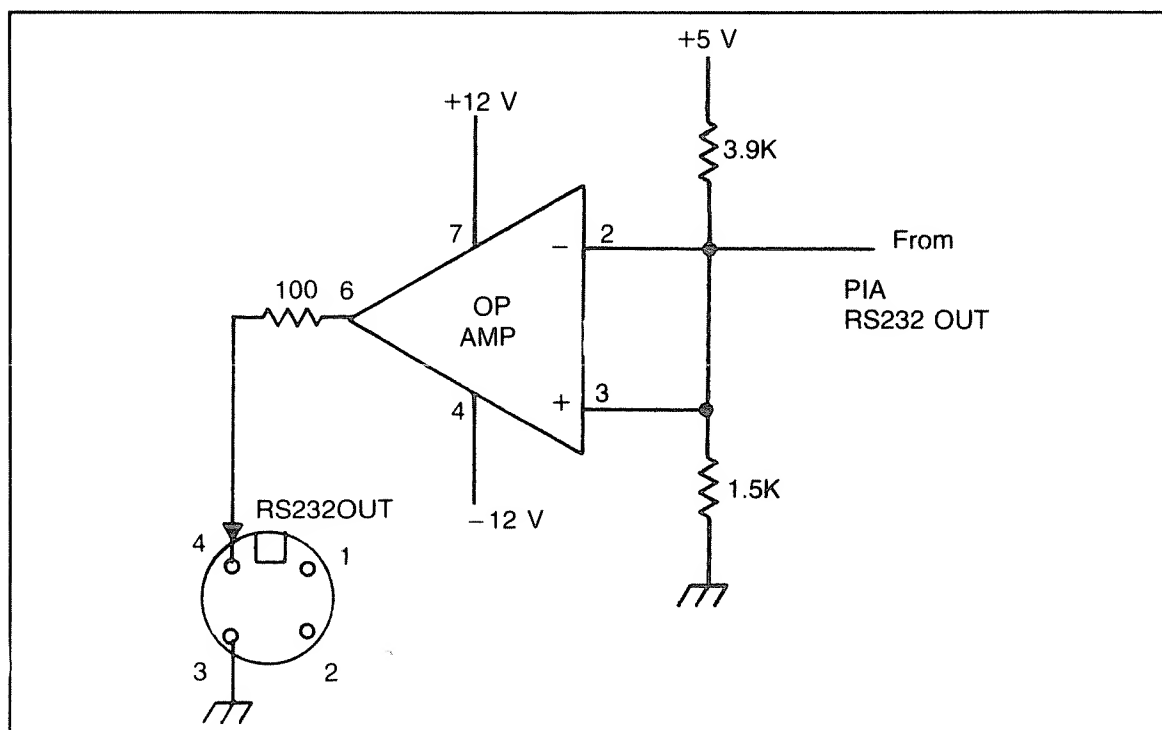 +5 V
+12 V
3.9K
7
2
From
−
100
6
OP
AMP
PIA
RS232 OUT
4
+
3
1.5K
−12 V
RS232OUT
4
1
3
2